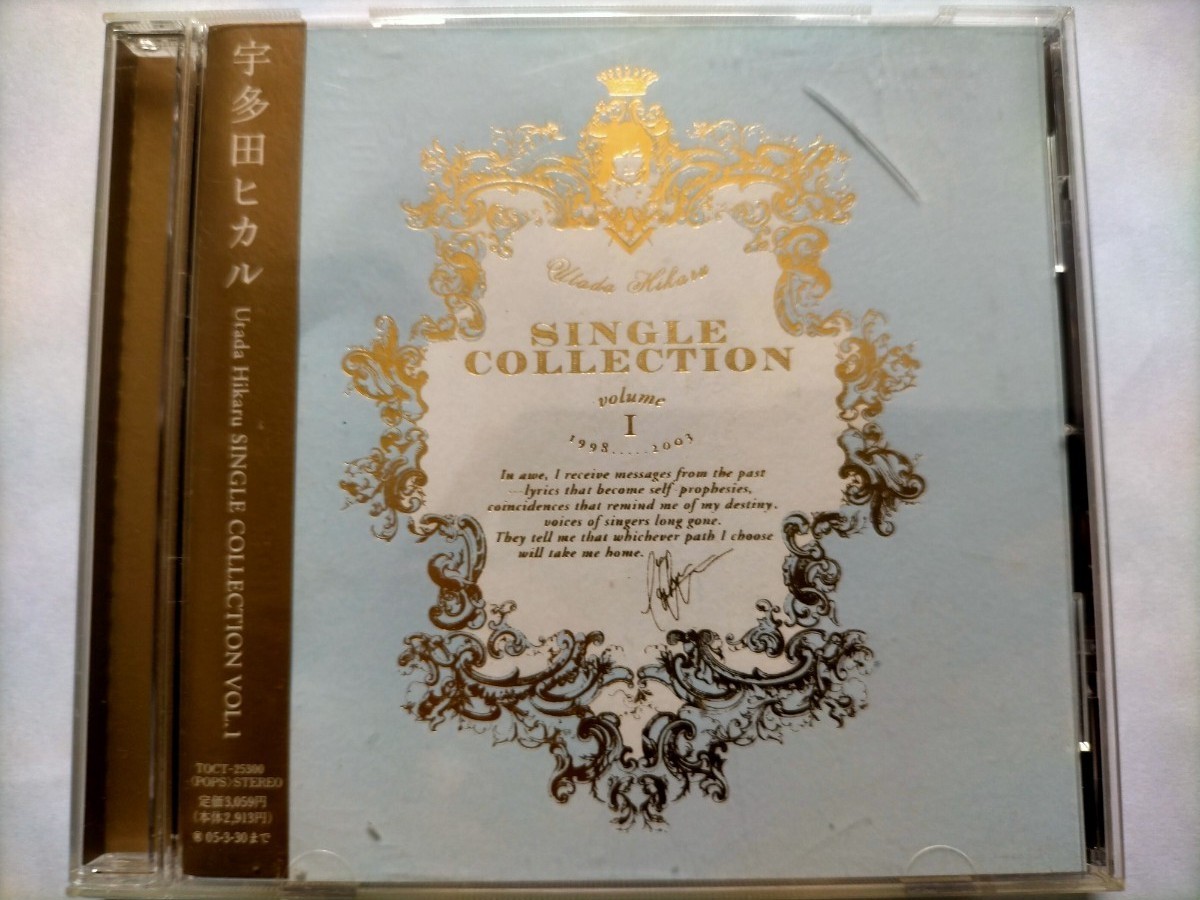 宇多田ヒカル
Utada Hikaru SINGLE COLLECTION VOL.1
TOCT-25300
〈POPS〉STEREO
定価3,059円
(本体2,913円)
®05-3-30まで
Utada Hikaru
SINGLE
COLLECTION
volume
I
1998.....2003
In awe, I receive messages from the past
—lyrics that become self-prophesies,
coincidences that remind me of my destiny,
voices of singers long gone.
They tell me that whichever path I choose
will take me home.